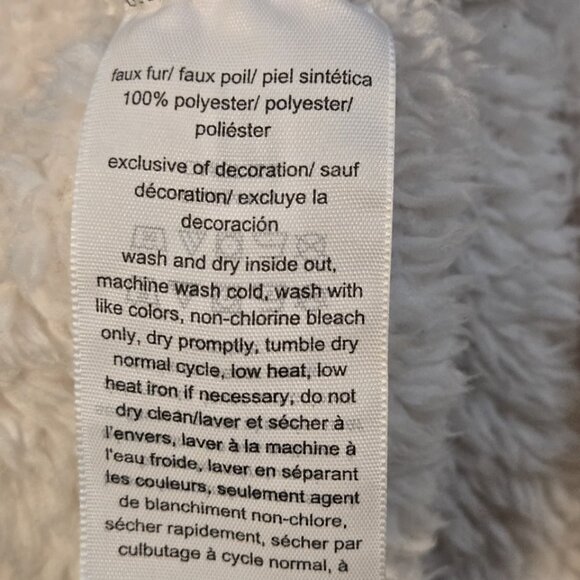 faux fur/ faux poil/ piel sintética
100% polyester/ polyester/
poliéster
exclusive of decoration/ sauf
décoration/ excluye la
decoración
wash and dry inside out,
machine wash cold, wash with
like colors, non-chlorine bleach
only, dry promptly, tumble dry
normal cycle, low heat, low
heat iron if necessary, do not
dry clean/laver et sécher à
l'envers, laver à la machine à
l'eau froide, laver en séparant
les couleurs, seulement agent
de blanchiment non-chlore,
sécher rapidement, sécher par
culbutage à cycle normal, à